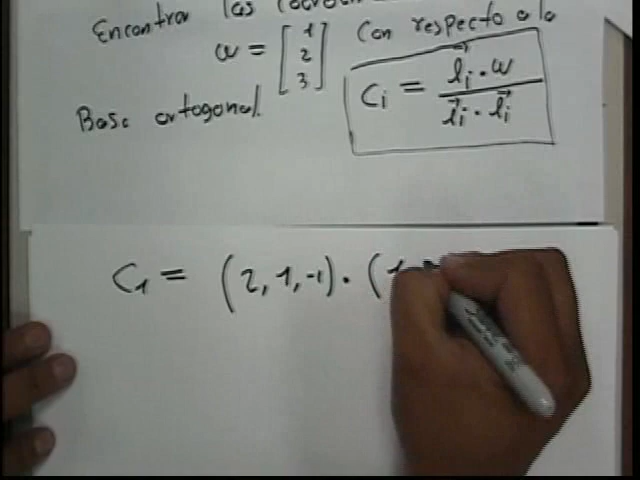 Encontrar las
w = [1 2 3] Con respecto a la
Base ortogonal.
Ci = li · w / li · li
C1 = (2, 1, -1) · (1